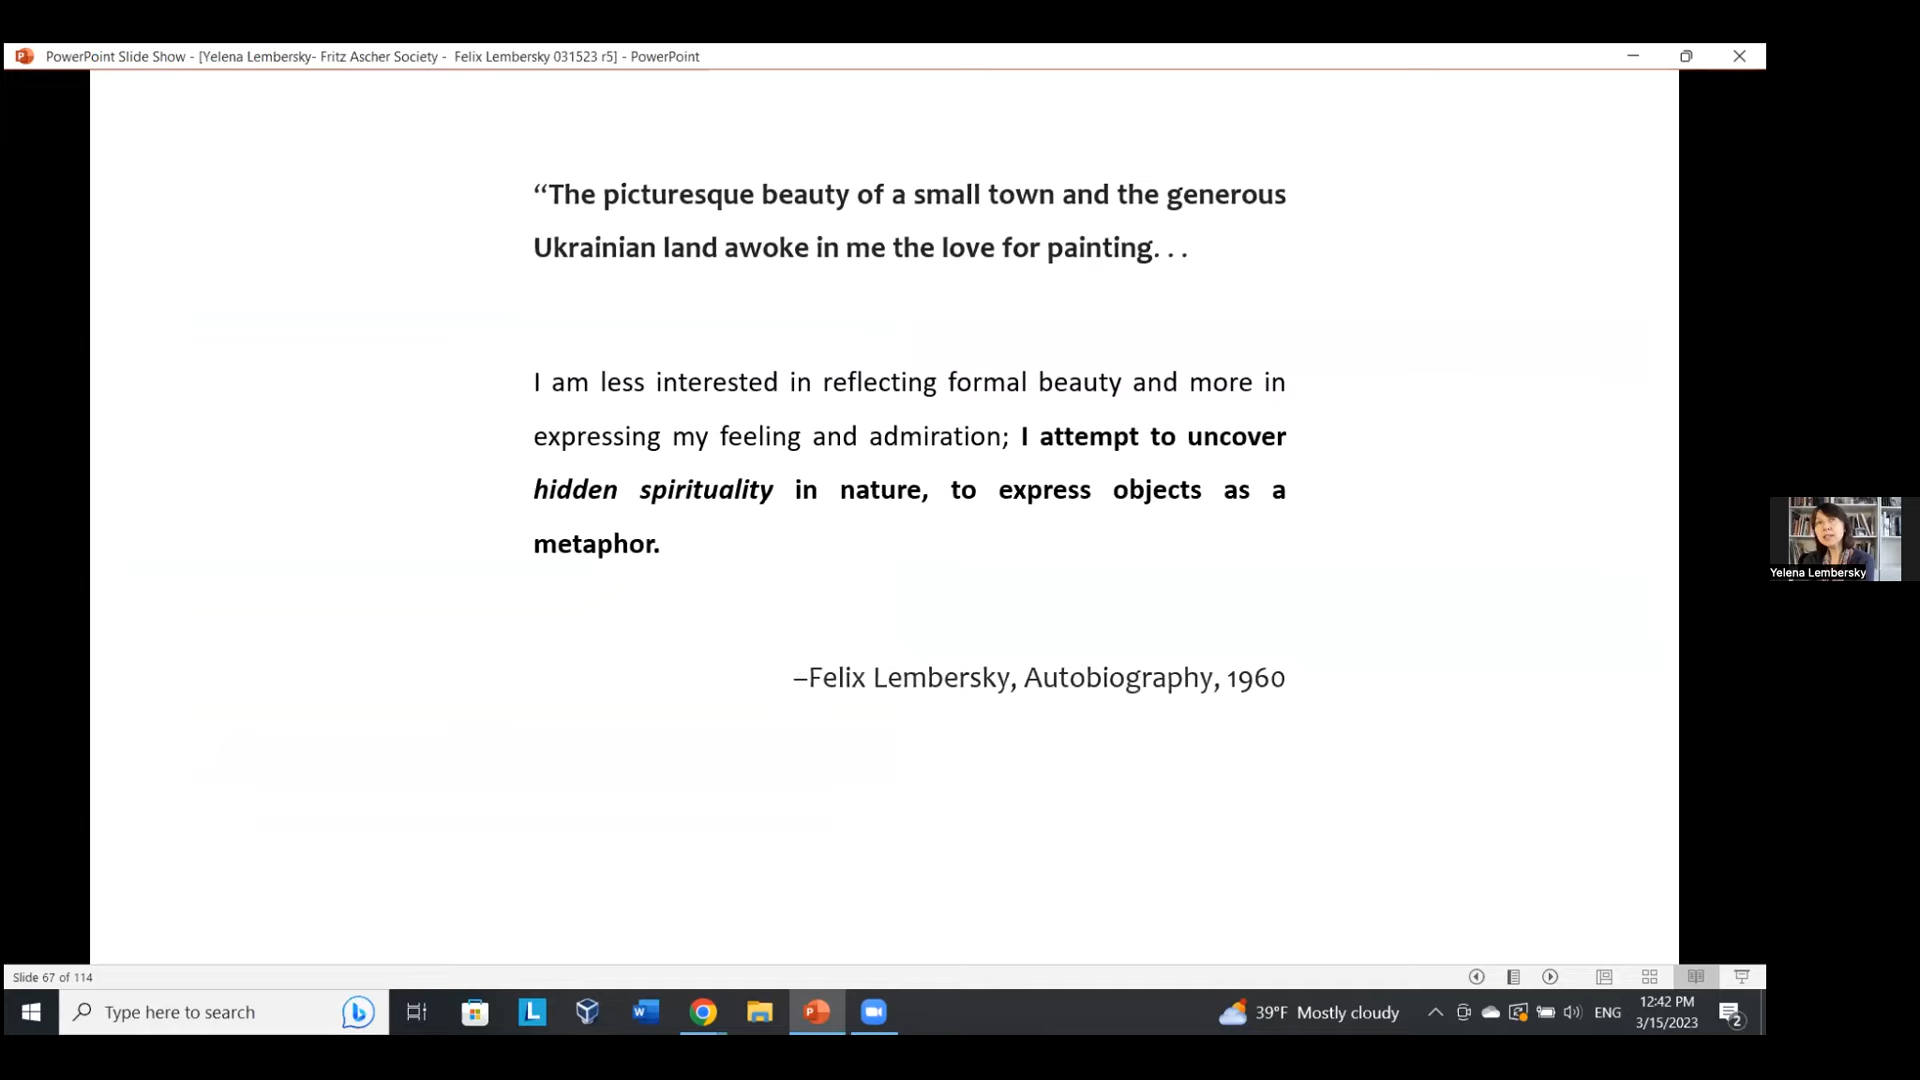 PowerPoint Slide Show - [Yelena Lembersky- Fritz Ascher Society - Felix Lembersky 031523 r5] - PowerPoint
“The picturesque beauty of a small town and the generous
Ukrainian land awoke in me the love for painting. . .
I am less interested in reflecting formal beauty and more in
expressing my feeling and admiration; I attempt to uncover
hidden spirituality in nature, to express objects as a
metaphor.
–Felix Lembersky, Autobiography, 1960
Yelena Lembersky
Slide 67 of 114
Type here to search
39°F Mostly cloudy
ENG
12:42 PM
3/15/2023
2